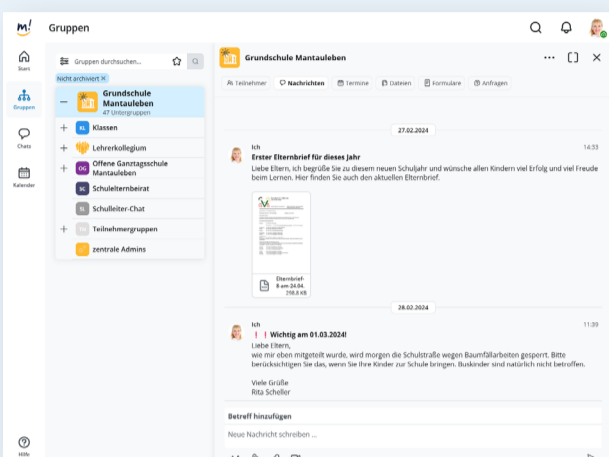 m!
Gruppen
Start
Gruppen
Chats
Kalender
Hilfe
Gruppen durchsuchen...
Nicht archiviert ×
Grundschule
Mantauleben
47 Untergruppen
KL Klassen
Lehrerkollegium
OG Offene Ganztagsschule
Mantauleben
Schulelternbeirat
Schulleiter-Chat
Teilnehmergruppen
zentrale Admins
Grundschule Mantauleben
Teilnehmer Nachrichten Termine Dateien Formulare Anfragen
27.02.2024
Ich 14:33
Erster Elternbrief für dieses Jahr
Liebe Eltern, ich begrüße Sie zu diesem neuen Schuljahr und wünsche allen Kindern viel Erfolg und viel Freude
beim Lernen. Hier finden Sie auch den aktuellen Elternbrief.
Elternbrief-
8-am-24.04.
298.8 KB
28.02.2024
Ich 11:39
❗❗ Wichtig am 01.03.2024!
Liebe Eltern,
wie mir eben mitgeteilt wurde, wird morgen die Schulstraße wegen Baumfällarbeiten gesperrt. Bitte
berücksichtigen Sie das, wenn Sie Ihre Kinder zur Schule bringen. Buskinder sind natürlich nicht betroffen.
Viele Grüße
Rita Scheller
Betreff hinzufügen
Neue Nachricht schreiben ...